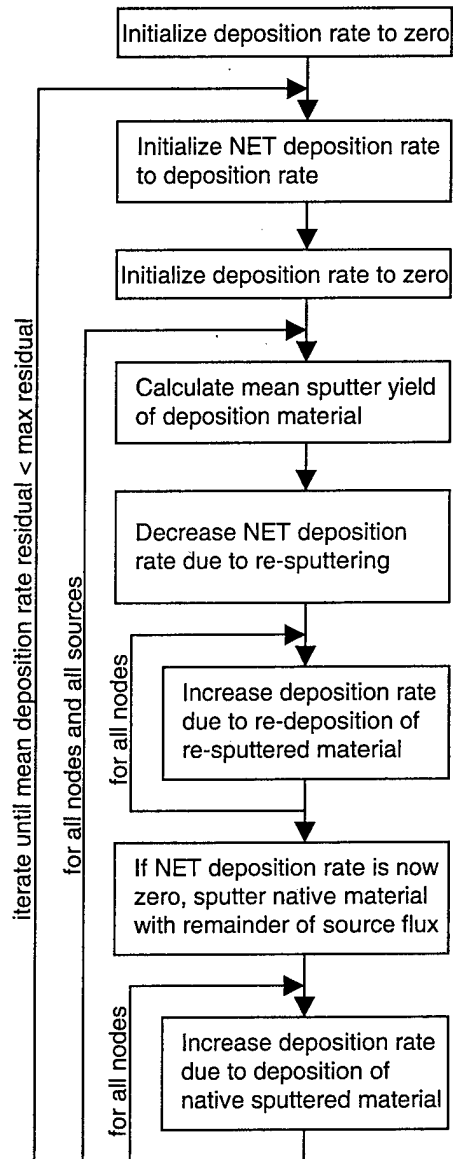 Initialize deposition rate to zero
Initialize NET deposition rate
to deposition rate
Initialize deposition rate to zero
iterate until mean deposition rate residual < max residual
for all nodes and all sources
Calculate mean sputter yield
of deposition material
Decrease NET deposition
rate due to re-sputtering
for all nodes
Increase deposition rate
due to re-deposition of
re-sputtered material
If NET deposition rate is now
zero, sputter native material
with remainder of source flux
for all nodes
Increase deposition rate
due to deposition of
native sputtered material